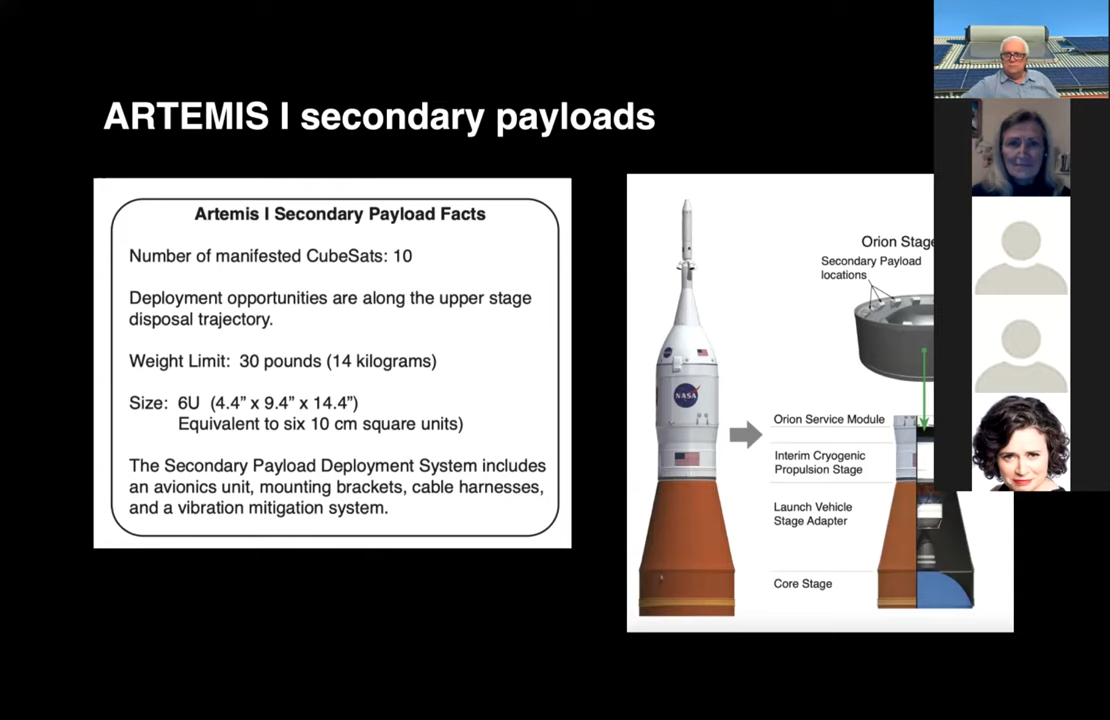 ARTEMIS I secondary payloads
Artemis I Secondary Payload Facts
Number of manifested CubeSats: 10
Deployment opportunities are along the upper stage
disposal trajectory.
Weight Limit: 30 pounds (14 kilograms)
Size: 6U (4.4” x 9.4” x 14.4”)
Equivalent to six 10 cm square units)
The Secondary Payload Deployment System includes
an avionics unit, mounting brackets, cable harnesses,
and a vibration mitigation system.
Orion Stage
Secondary Payload
locations
NASA
Orion Service Module
Interim Cryogenic
Propulsion Stage
Launch Vehicle
Stage Adapter
Core Stage